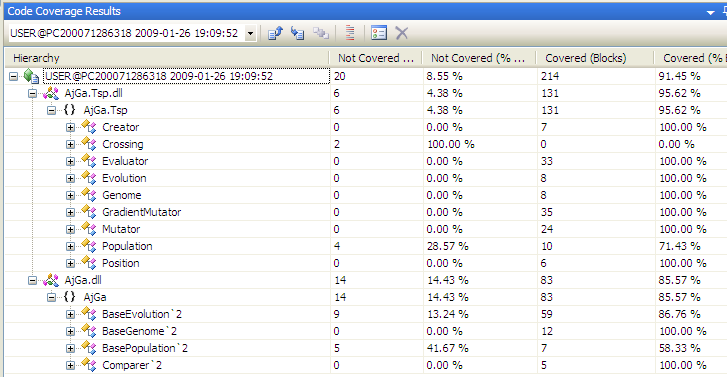 Code Coverage Results
USER@PC200071286318 2009-01-26 19:09:52
Hierarchy Not Covered ... Not Covered (% ... Covered (Blocks) Covered (% 
USER@PC200071286318 2009-01-26 19:09:52 20 8.55 % 214 91.45 %
AjGa.Tsp.dll 6 4.38 % 131 95.62 %
{} AjGa.Tsp 6 4.38 % 131 95.62 %
Creator 0 0.00 % 7 100.00 %
Crossing 2 100.00 % 0 0.00 %
Evaluator 0 0.00 % 33 100.00 %
Evolution 0 0.00 % 8 100.00 %
Genome 0 0.00 % 8 100.00 %
GradientMutator 0 0.00 % 35 100.00 %
Mutator 0 0.00 % 24 100.00 %
Population 4 28.57 % 10 71.43 %
Position 0 0.00 % 6 100.00 %
AjGa.dll 14 14.43 % 83 85.57 %
{} AjGa 14 14.43 % 83 85.57 %
BaseEvolution`2 9 13.24 % 59 86.76 %
BaseGenome`2 0 0.00 % 12 100.00 %
BasePopulation`2 5 41.67 % 7 58.33 %
Comparer`2 0 0.00 % 5 100.00 %